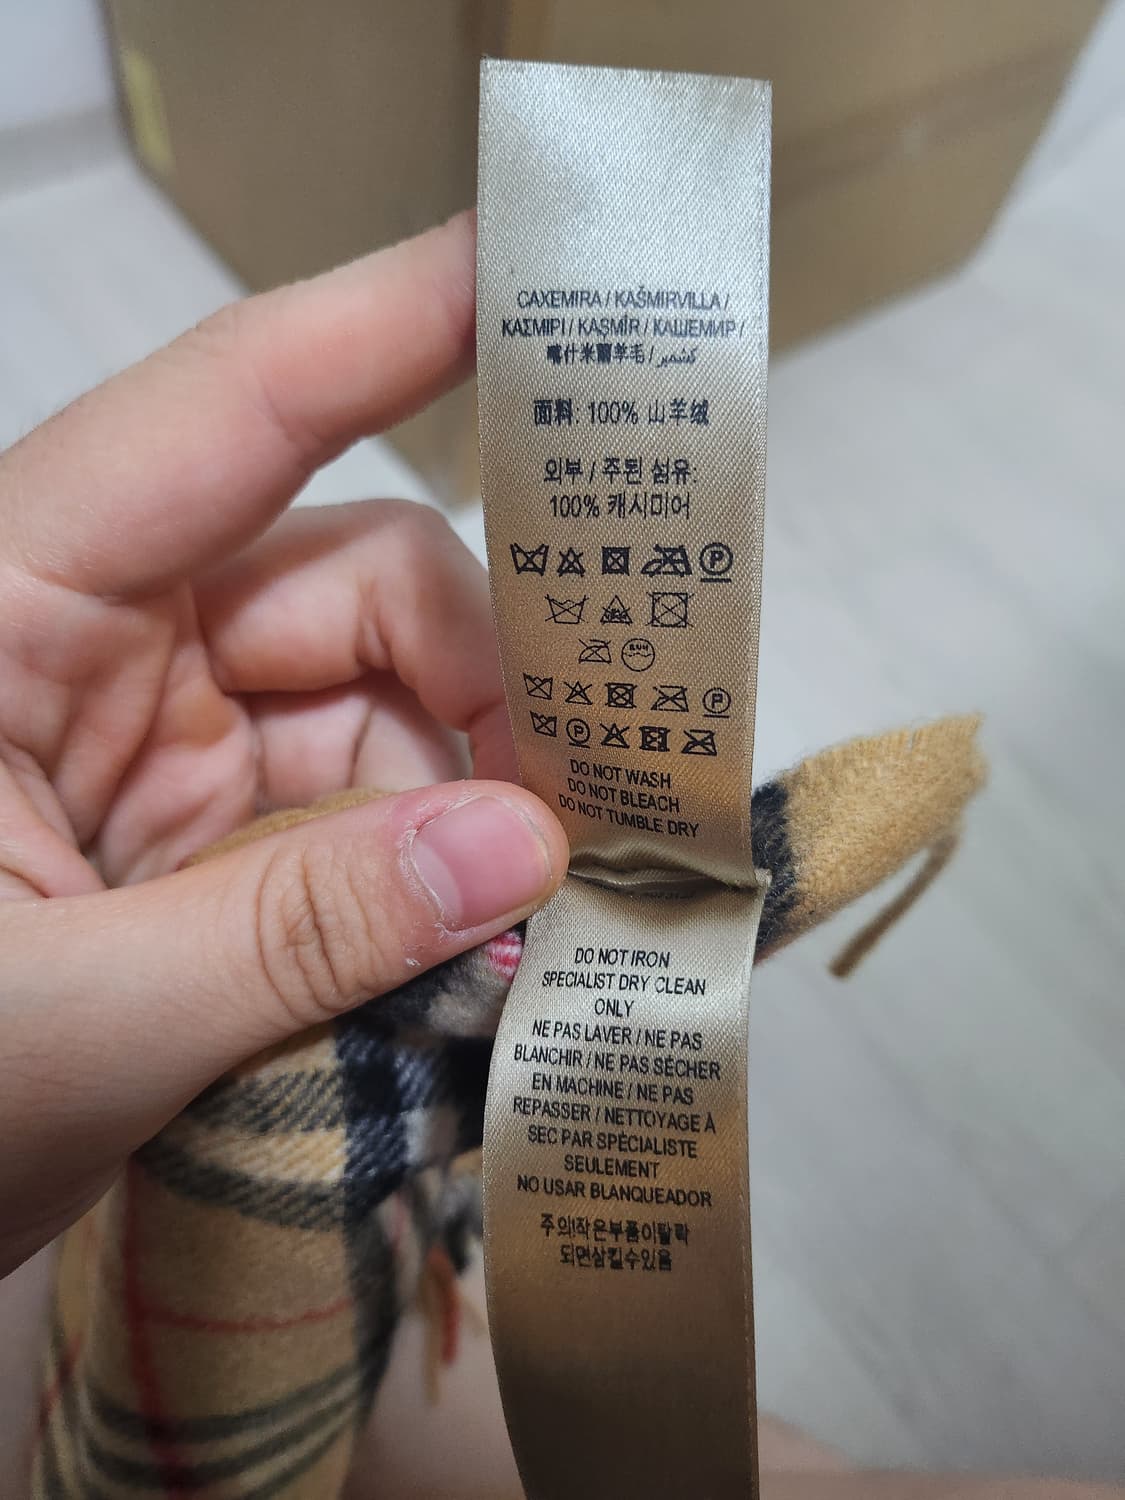 CAXEMIRA / KAŠMIRVILLA /
ΚΑΣΜΙΡΙ / KAŞMİR / КАШЕМИР /
喀什米爾羊毛 / كشمير
面料: 100% 山羊绒
외부 / 주된 섬유:
100% 캐시미어
P
P
P
DO NOT WASH
DO NOT BLEACH
DO NOT TUMBLE DRY
DO NOT IRON
SPECIALIST DRY CLEAN
ONLY
NE PAS LAVER / NE PAS
BLANCHIR / NE PAS SÉCHER
EN MACHINE / NE PAS
REPASSER / NETTOYAGE À
SEC PAR SPÉCIALISTE
SEULEMENT
NO USAR BLANQUEADOR
주의!작은부품이탈락
되면삼킬수있음